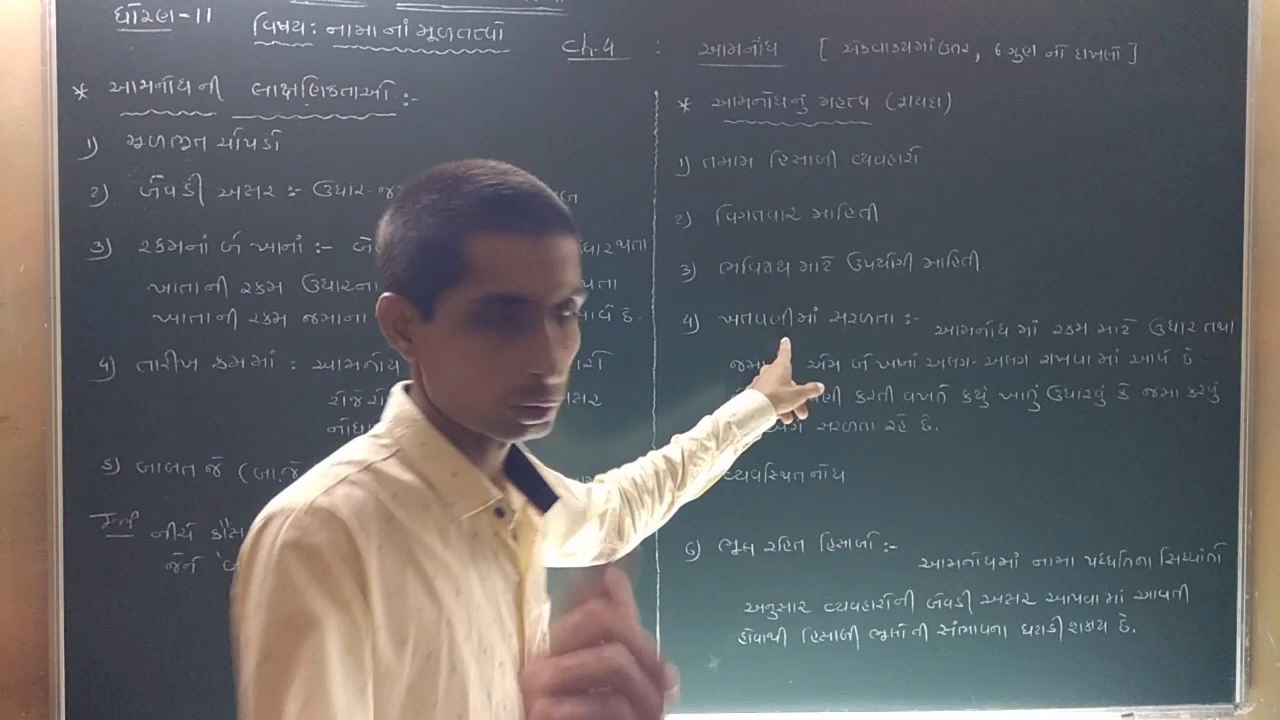 ધોરણ-11
વિષય: નામાનાં મૂળતત્વો
Ch-4 : આમનોંધ [એકવાક્યમાં ઉત્તર, 6 ગુણ નો દાખલો]
* આમનોંધની લાક્ષણિકતાઓ :-
1) મૂળભૂત ચોપડો
2) બેવડી અસર :- ઉધાર-જ
3) રકમનાં બે ખાનાં :- બે
ખાતાની રકમ ઉધારના
ખાતાની રકમ જમાના
4) તારીખ ક્રમમાં : આમનોંધ
રોજેરો
નોંધા
5) બાબત જે (બા.જે
નીચે કૌંસ
જેને 'બ
* આમનોંધનું મહત્વ (ફાયદા)
1) તમામ હિસાબી વ્યવહારો
2) વિગતવાર માહિતી
3) ભવિષ્ય માટે ઉપયોગી માહિતી
4) ખતવણીમાં સરળતા :- આમનોંધ માં રકમ માટે ઉધાર તથા
જમા એમ બે ખાનાં અલગ-અલગ રાખવામાં આવે છે
કરતી વખતે કયું ખાતું ઉધારવું કે જમા કરવું
સરળતા રહે છે.
વ્યવસ્થિત નોંધ
6) ભૂલ રહિત હિસાબો :- આમનોંધમાં નામા પદ્ધતિના સિધ્ધાંતો
અનુસાર વ્યવહારોની બેવડી અસર આપવામાં આવતી
હોવાથી હિસાબી ભૂલોની સંભાવના ઘટાડી શકાય છે.